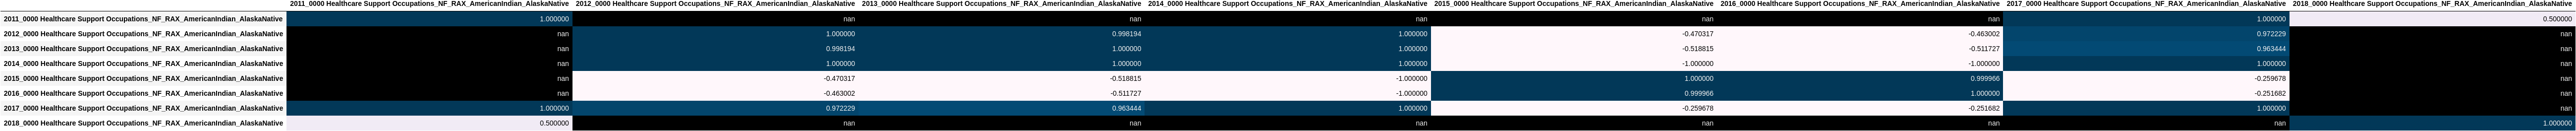 2011_0000 Healthcare Support Occupations_NF_RAX_AmericanIndian_AlaskaNative 2012_0000 Healthcare Support Occupations_NF_RAX_AmericanIndian_AlaskaNative 2013_0000 Healthcare Support Occupations_NF_RAX_AmericanIndian_AlaskaNative 2014_0000 Healthcare Support Occupations_NF_RAX_AmericanIndian_AlaskaNative 2015_0000 Healthcare Support Occupations_NF_RAX_AmericanIndian_AlaskaNative 2016_0000 Healthcare Support Occupations_NF_RAX_AmericanIndian_AlaskaNative 2017_0000 Healthcare Support Occupations_NF_RAX_AmericanIndian_AlaskaNative 2018_0000 Healthcare Support Occupations_NF_RAX_AmericanIndian_AlaskaNative
2011_0000 Healthcare Support Occupations_NF_RAX_AmericanIndian_AlaskaNative 1.000000 nan nan nan nan nan 1.000000 0.500000
2012_0000 Healthcare Support Occupations_NF_RAX_AmericanIndian_AlaskaNative nan 1.000000 0.998194 1.000000 -0.470317 -0.463002 0.972229 nan
2013_0000 Healthcare Support Occupations_NF_RAX_AmericanIndian_AlaskaNative nan 0.998194 1.000000 1.000000 -0.518815 -0.511727 0.963444 nan
2014_0000 Healthcare Support Occupations_NF_RAX_AmericanIndian_AlaskaNative nan 1.000000 1.000000 1.000000 -1.000000 -1.000000 1.000000 nan
2015_0000 Healthcare Support Occupations_NF_RAX_AmericanIndian_AlaskaNative nan -0.470317 -0.518815 -1.000000 1.000000 0.999966 -0.259678 nan
2016_0000 Healthcare Support Occupations_NF_RAX_AmericanIndian_AlaskaNative nan -0.463002 -0.511727 -1.000000 0.999966 1.000000 -0.251682 nan
2017_0000 Healthcare Support Occupations_NF_RAX_AmericanIndian_AlaskaNative 1.000000 0.972229 0.963444 1.000000 -0.259678 -0.251682 1.000000 nan
2018_0000 Healthcare Support Occupations_NF_RAX_AmericanIndian_AlaskaNative 0.500000 nan nan nan nan nan nan 1.000000